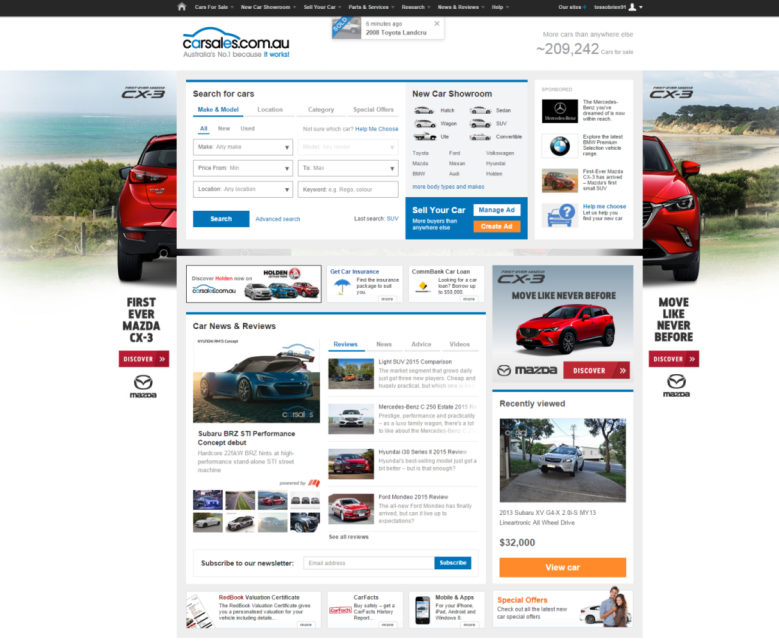 Cars For Sale New Car Showroom Sell Your Car Parts & Services Research News & Reviews Help Our sites
SOLD 6 minutes ago
2008 Toyota Landcru
carsales.com.au
Australia's No.1 because it works!
More cars than anywhere else
~209,242 Cars for sale
FIRST-EVER MAZDA
CX-3
FIRST-EVER MAZDA
CX-3
Search for cars
Make & Model Location Category Special Offers
All New Used
Not sure which car? Help Me Choose
Make: Any make
Model: Any model
Price From: Min
To: Max
Location: Any location
Keyword: e.g. Rego, colour
Search
Advanced search
Last search: SUV
New Car Showroom
Hatch Sedan
Wagon SUV
Ute Convertible
Toyota Ford Volkswagen
Mazda Nissan Hyundai
BMW Audi Holden
more body types and makes
Sell Your Car
More buyers than
anywhere else
Manage Ad
Create Ad
SPONSORED
Mercedes-Benz
The Mercedes-
Benz you've
dreamed of is now
within reach.
Explore the latest
BMW Premium
Selection vehicle
range.
First-Ever Mazda
CX-3 has arrived
– Mazda's first
small SUV
Help me choose
Let us help you
find your new car
FIRST
EVER
MAZDA
CX-3
DISCOVER
mazda
MOVE
LIKE
NEVER
BEFORE
DISCOVER
mazda
Discover Holden now on
carsales.com.au
HOLDEN
Get Car Insurance
Find the insurance
package to suit
you.
more
CommBank Car Loan
Looking for a car
loan? Borrow up
to $50,000.
more
FIRST-EVER MAZDA
CX-3
MOVE LIKE NEVER BEFORE
mazda
DISCOVER
Car News & Reviews
HYUNDAI RM15 Concept
carsales
Subaru BRZ STI Performance
Concept debut
Hardcore 225kW BRZ hints at high-
performance stand-alone STI street
machine
powered by
Reviews News Advice Videos
Light SUV 2015 Comparison
The market segment that grows daily
just got three new players. Cheap and
hugely practical, but which one is
Mercedes-Benz C 250 Estate 2015 R
Prestige, performance and practicality
– as a luxo family wagon, there's a lot
to like about the Mercedes-Benz C
Hyundai i30 Series II 2015 Review
Hyundai's best-selling model just got a
lot better – but is that enough?
Ford Mondeo 2015 Review
The all-new Ford Mondeo has finally
arrived, but can it live up to
expectations?
See all reviews
Subscribe to our newsletter:
Email address
Subscribe
Recently viewed
2013 Subaru XV G4-X 2.0i-S MY13
Lineartronic All Wheel Drive
$32,000
View car
RedBook Valuation Certificate
The RedBook Valuation Certificate gives
you a personalised valuation for your
vehicle including details...
more
CarFacts
CarFacts
Buy safely – get a
CarFacts History
Report...
more
Mobile & Apps
For your iPhone,
iPad, Android and
Windows 8
more
Special Offers
Check out all the latest new
car special offers